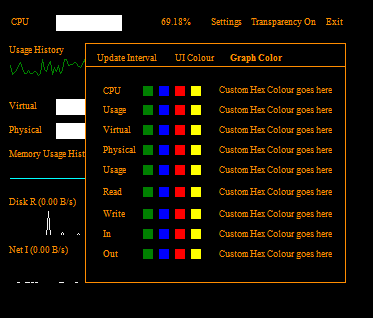 CPU 69.18% Settings Transparency On Exit
Usage History
Update Interval UI Colour Graph Color
CPU Custom Hex Colour goes here
Usage Custom Hex Colour goes here
Virtual
Virtual Custom Hex Colour goes here
Physical
Physical Custom Hex Colour goes here
Memory Usage Hist
Usage Custom Hex Colour goes here
Read Custom Hex Colour goes here
Disk R (0.00 B/s)
Write Custom Hex Colour goes here
In Custom Hex Colour goes here
Net I (0.00 B/s)
Out Custom Hex Colour goes here